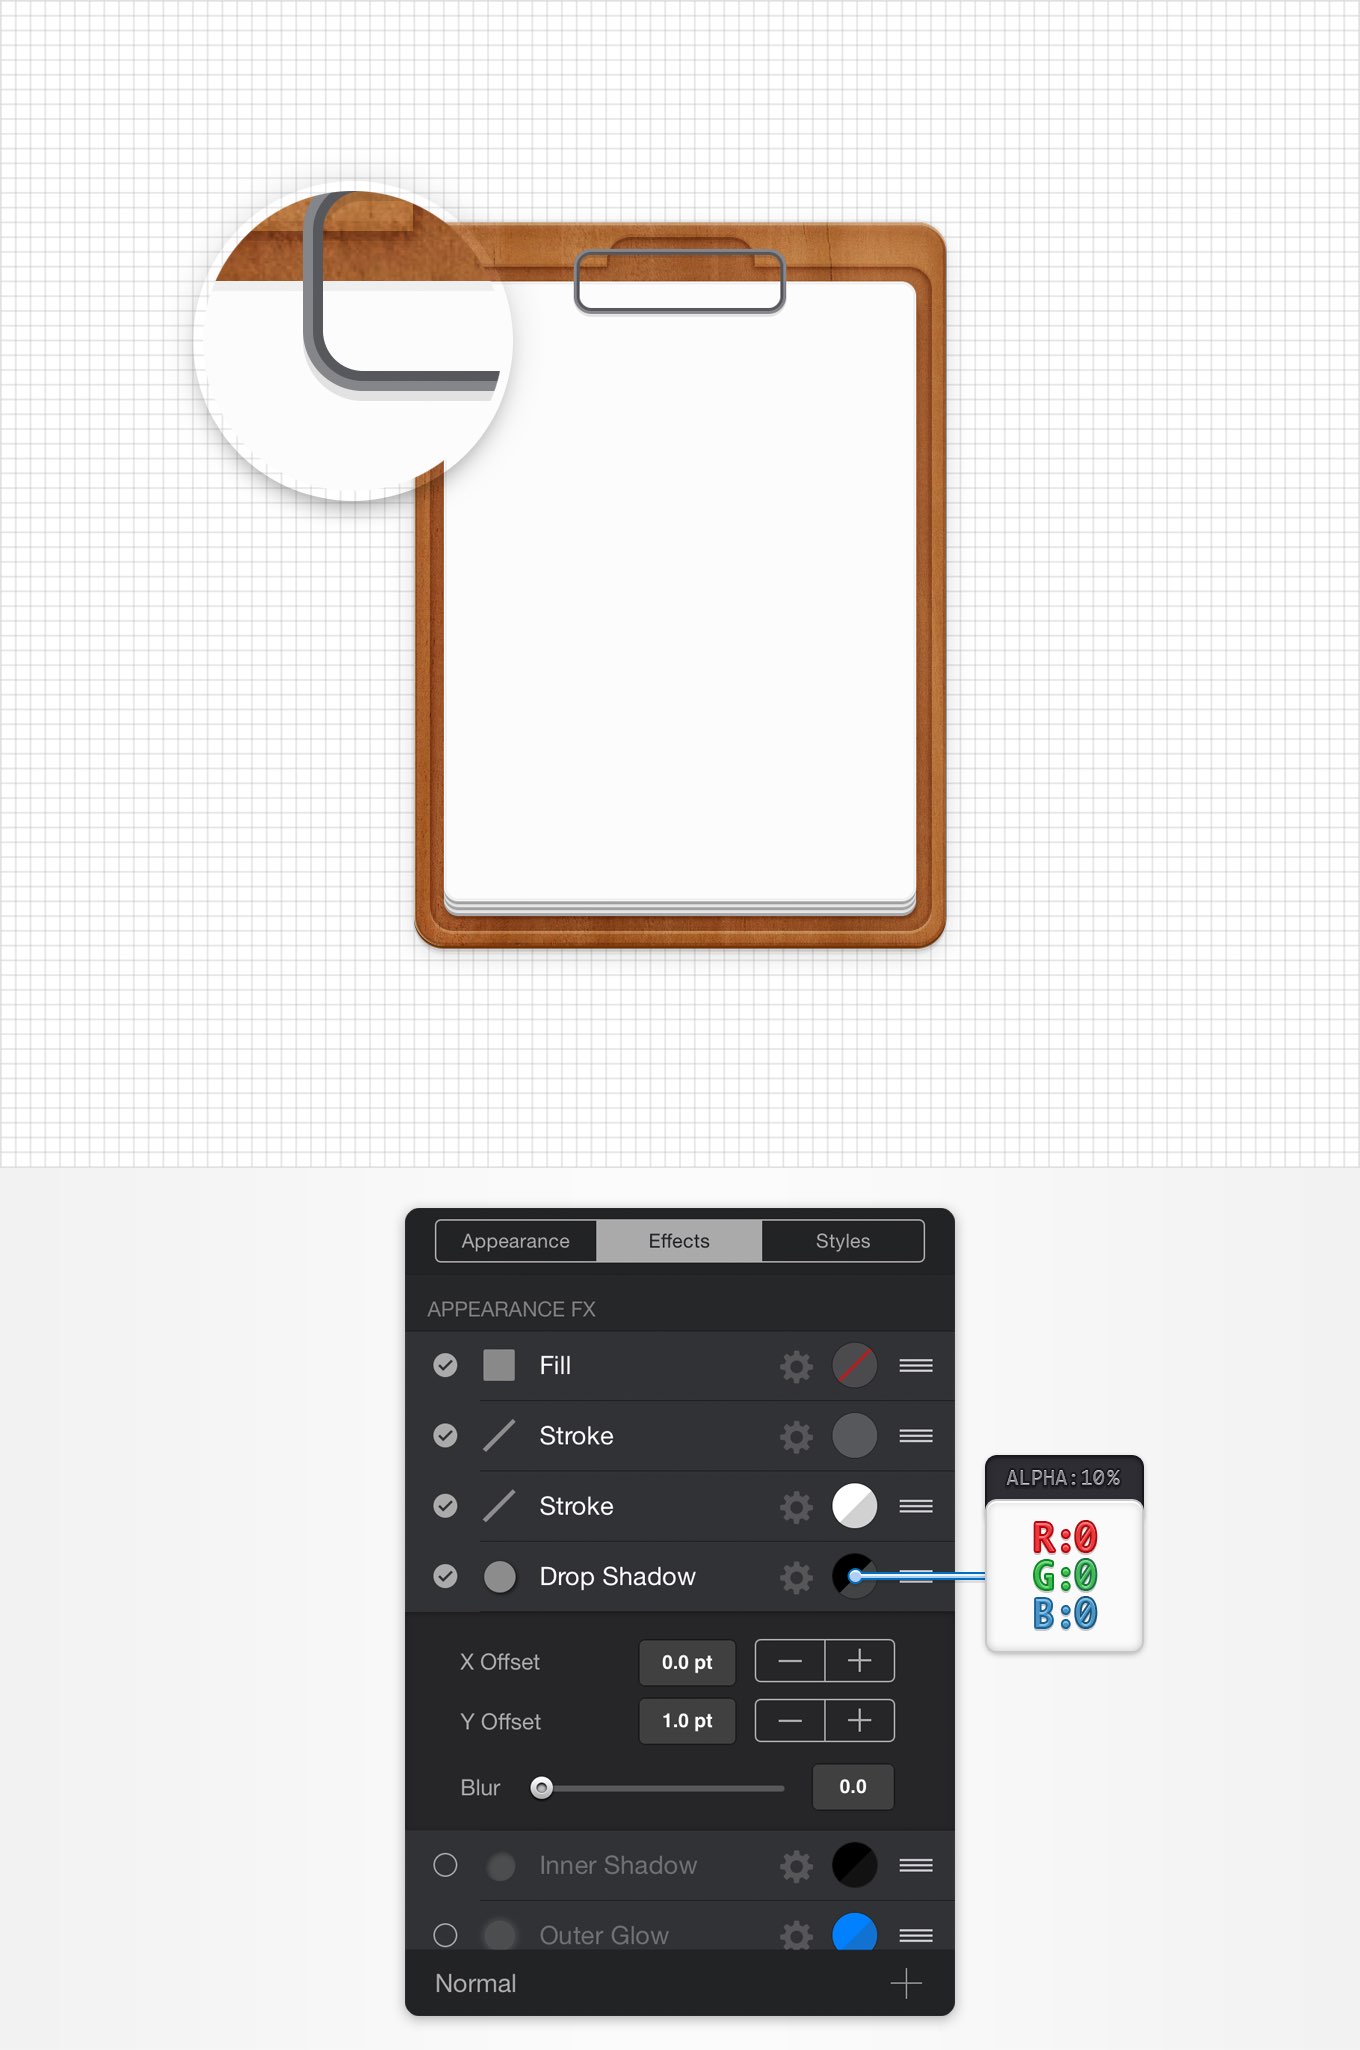 Appearance Effects Styles
APPEARANCE FX
Fill
Stroke
Stroke
ALPHA:10%
R:0
G:0
B:0
Drop Shadow
X Offset 0.0 pt
Y Offset 1.0 pt
Blur 0.0
Inner Shadow
Outer Glow
Normal